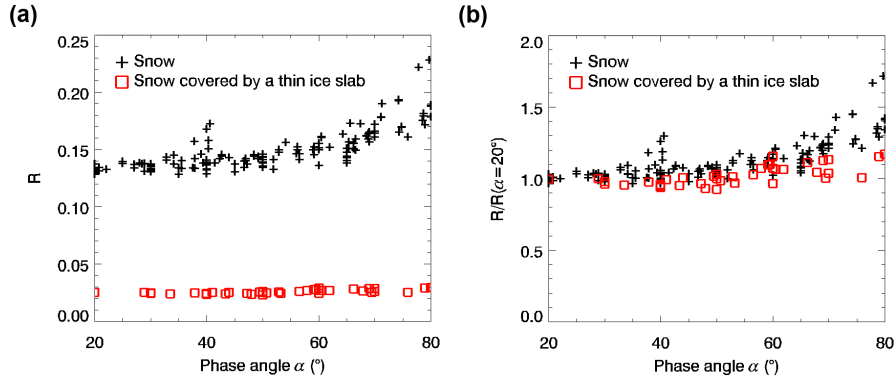 (a)
0.25
0.20
0.15
0.10
0.05
0.00
R
Snow
Snow covered by a thin ice slab
20 40 60 80
Phase angle α (°)
(b)
2.0
1.5
1.0
0.5
0.0
R/R(α=20°)
Snow
Snow covered by a thin ice slab
20 40 60 80
Phase angle α (°)